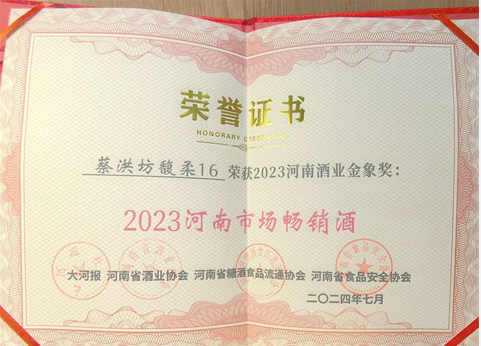 荣誉证书
HONORARY CREDENTIAL
蔡洪坊馥柔16 荣获2023河南酒业金象奖:
2023河南市场畅销酒
大河报 河南省酒业协会 河南省糖酒食品流通协会 河南省食品安全协会
二〇二四年七月